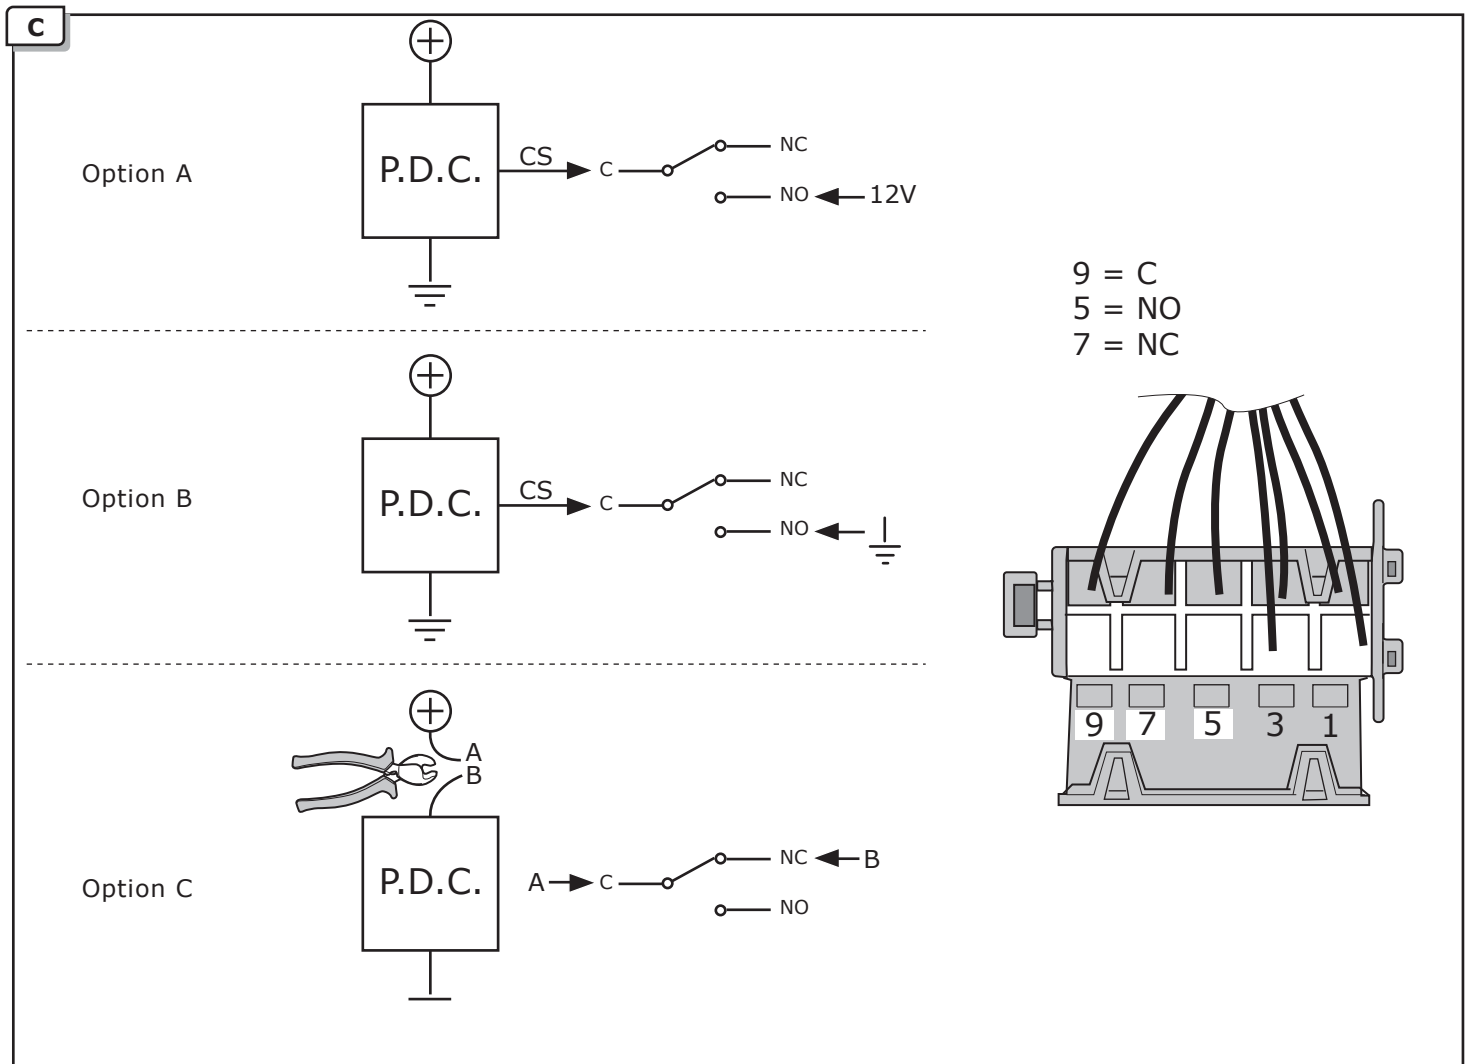 C
Option A
P.D.C.
CS
C
NC
NO
12V
Option B
P.D.C.
CS
C
NC
NO
Option C
A
B
P.D.C.
A
C
NC
B
NO
9 = C
5 = NO
7 = NC
9 7 5 3 1